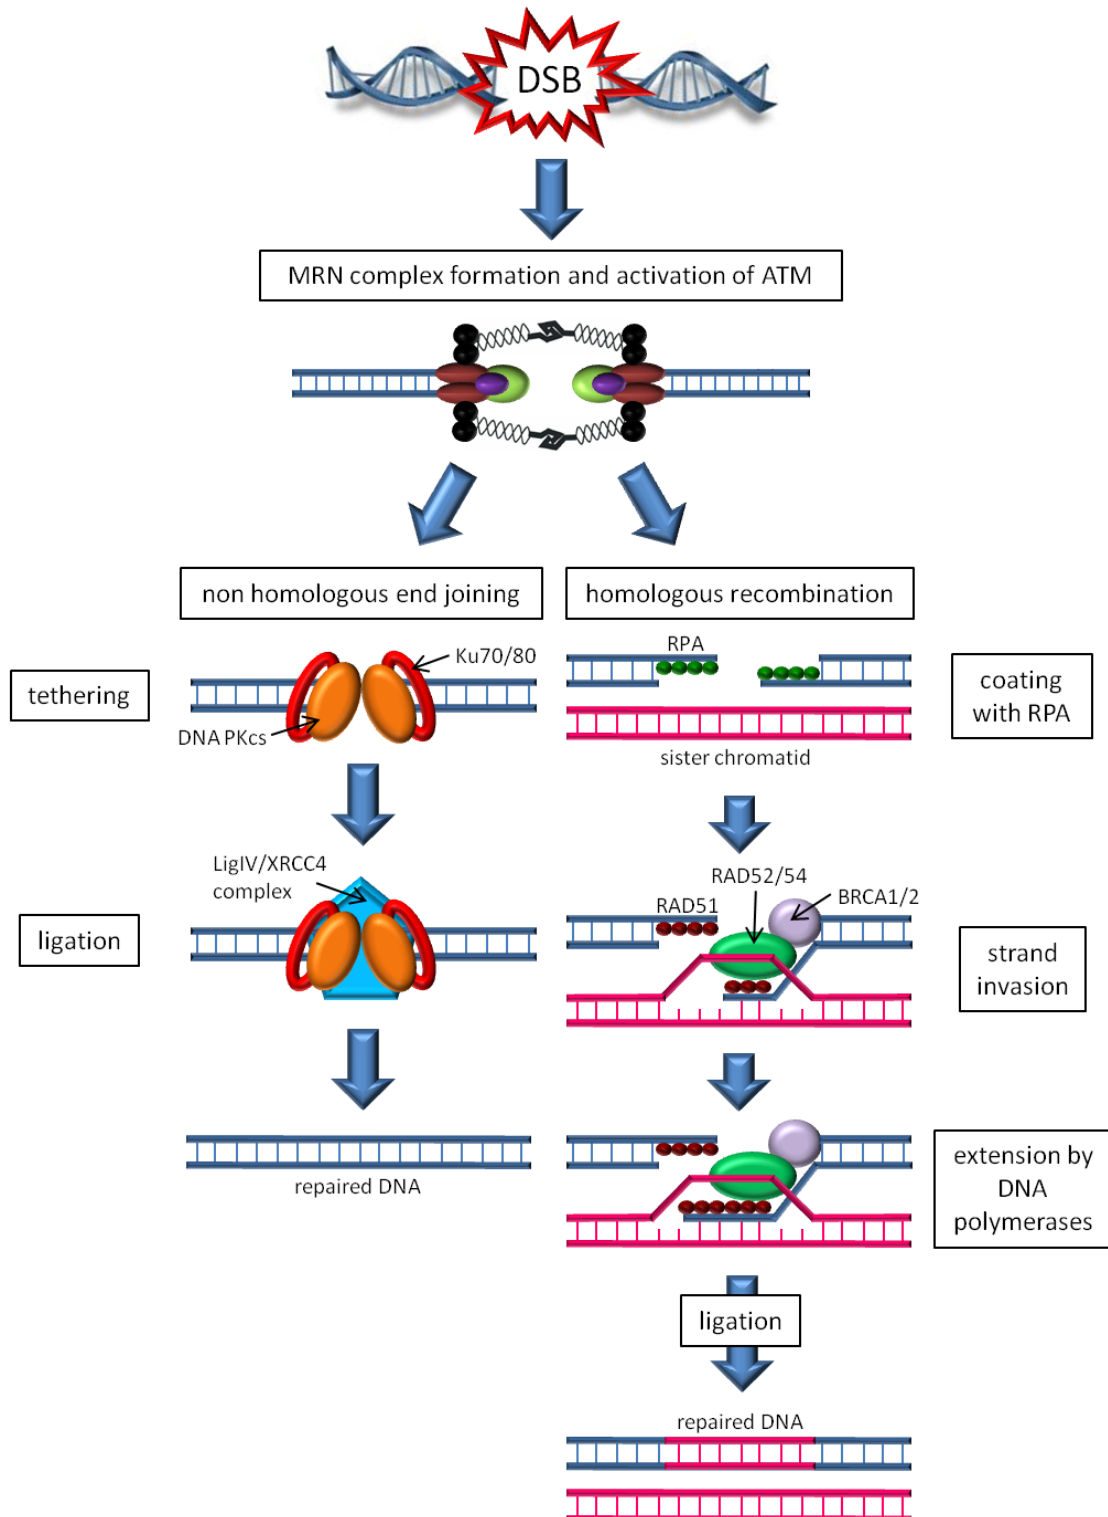 DSB
MRN complex formation and activation of ATM
non homologous end joining
homologous recombination
tethering
Ku70/80
DNA PKcs
RPA
sister chromatid
coating
with RPA
LigIV/XRCC4
complex
ligation
RAD52/54
RAD51
BRCA1/2
strand
invasion
repaired DNA
extension by
DNA
polymerases
ligation
repaired DNA